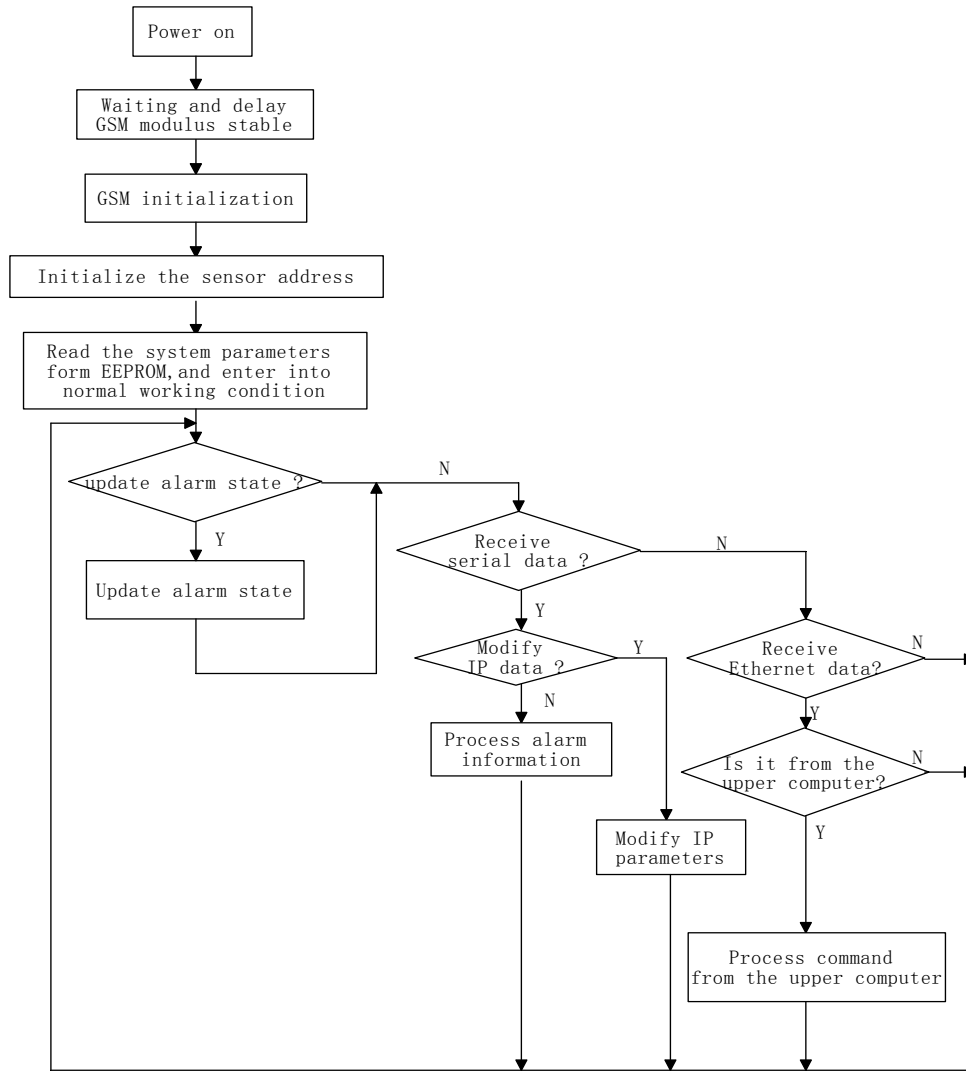 Power on
Waiting and delay
GSM modulus stable
GSM initialization
Initialize the sensor address
Read the system parameters
form EEPROM,and enter into
normal working condition
update alarm state ?
N
Y
Update alarm state
Receive
serial data ?
N
Y
Modify
IP data ?
Y
N
Receive
Ethernet data?
N
Y
Process alarm
information
Is it from the
upper computer?
N
Y
Modify IP
parameters
Process command
from the upper computer